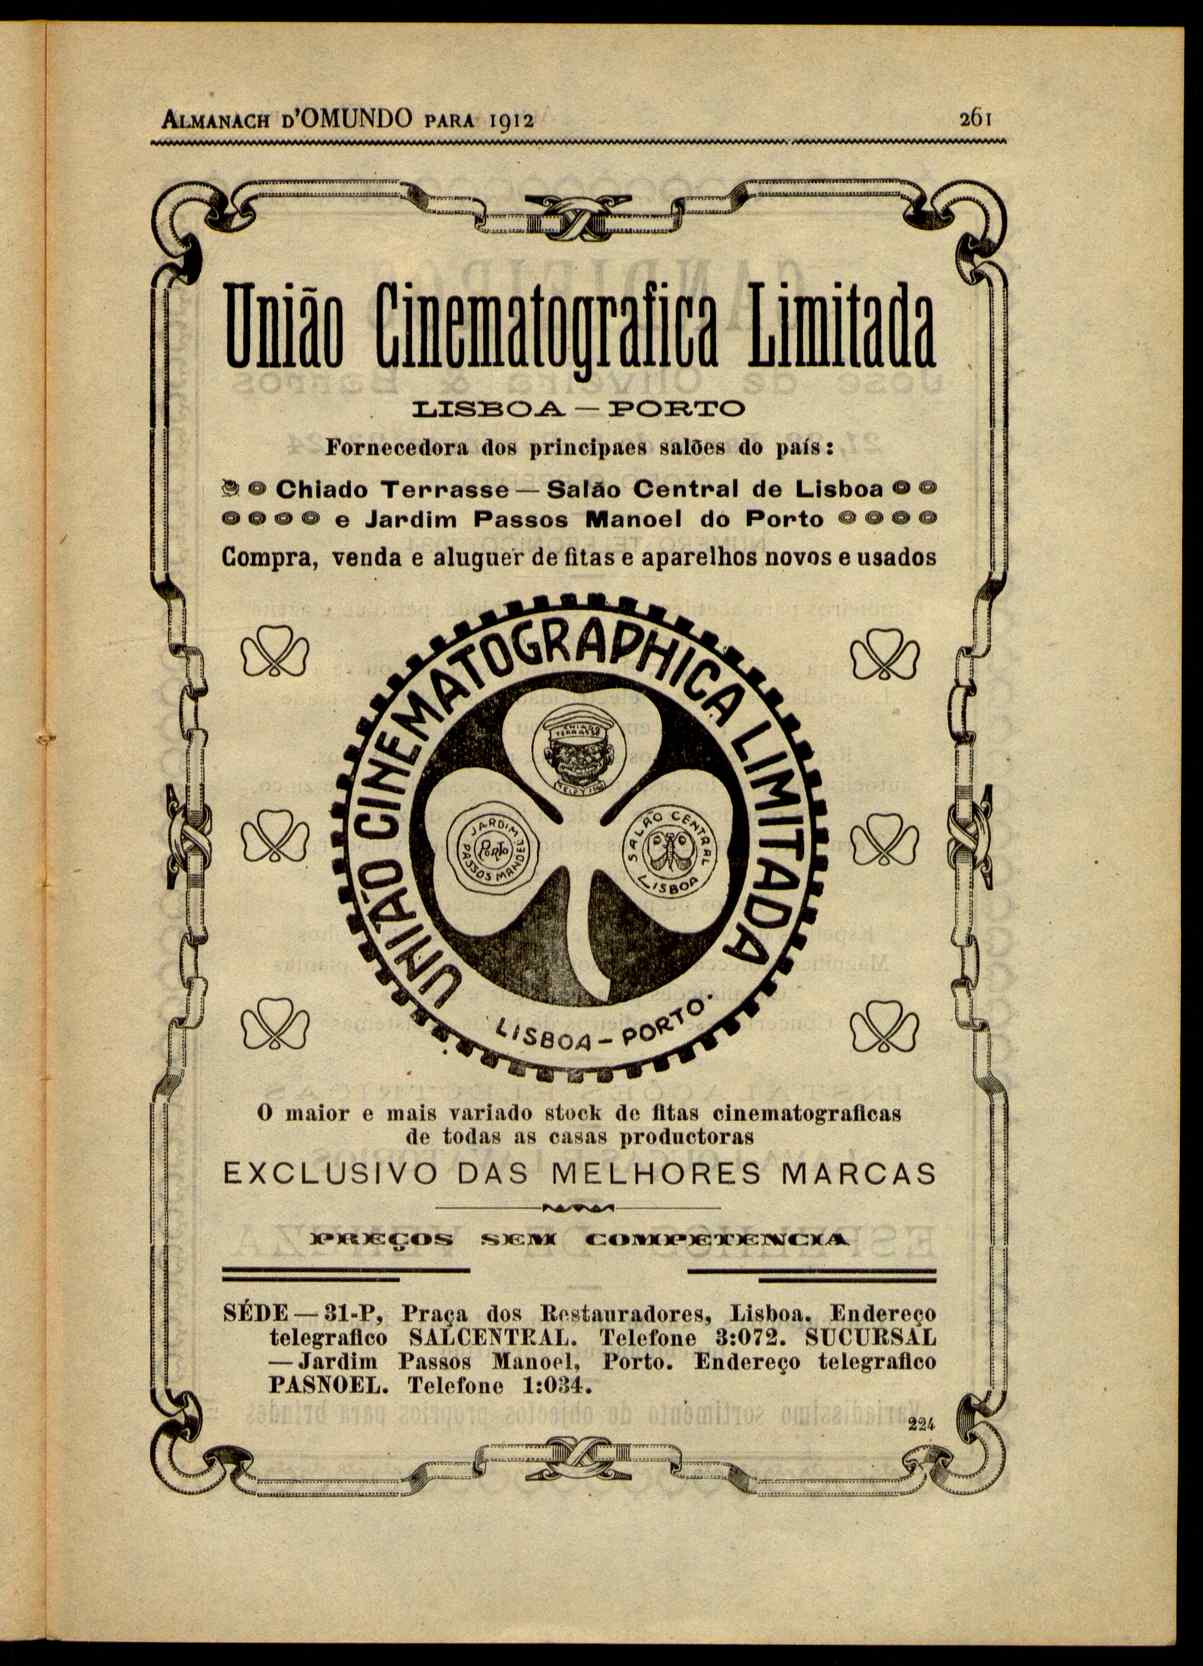 ALMANACH D'OMUNDO PARA 1912 261
União Cinematografica Limitada
LISBOA — PORTO
Fornecedora dos principaes salões do país:
Chiado Terrasse — Salão Central de Lisboa
e Jardim Passos Manoel do Porto
Compra, venda e aluguer de fitas e aparelhos novos e usados
UNIÃO CINEMATOGRAPHICA LIMITADA
CHIADO
TERRASSE
JARDIM
PASSOS MANOEL
PORTO
SALÃO CENTRAL
LISBOA
LISBOA - PORTO.
O maior e mais variado stock de fitas cinematograficas
de todas as casas productoras
EXCLUSIVO DAS MELHORES MARCAS
PREÇOS SEM COMPETENCIA
SÉDE — 31-P, Praça dos Restauradores, Lisboa. Endereço
telegrafico SALCENTRAL. Telefone 3:072. SUCURSAL
— Jardim Passos Manoel, Porto. Endereço telegrafico
PASNOEL. Telefone 1:034.
224